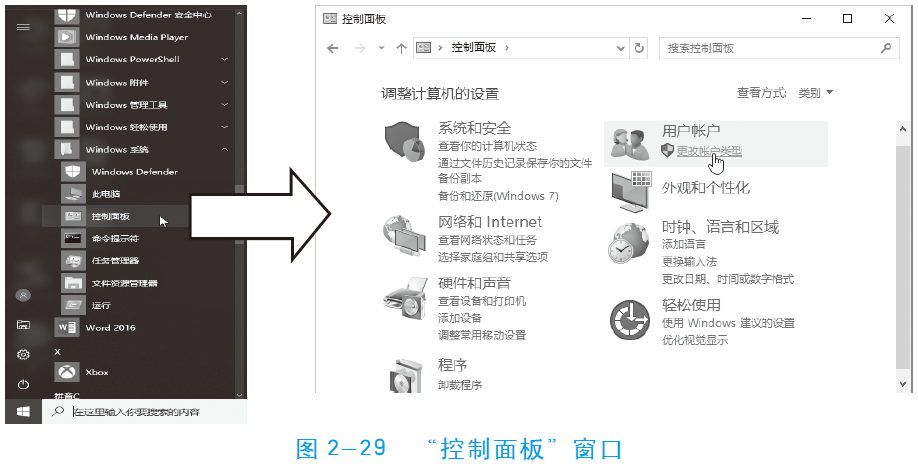 Windows Defender 安全中心
Windows Media Player
Windows PowerShell
Windows 附件
Windows 管理工具
Windows 轻松使用
Windows 系统
Windows Defender
此电脑
控制面板
命令提示符
任务管理器
文件资源管理器
运行
Word 2016
X
Xbox
拼音C
在这里输入你要搜索的内容
控制面板
控制面板
搜索控制面板
调整计算机的设置
查看方式: 类别
系统和安全
查看你的计算机状态
通过文件历史记录保存你的文件
备份副本
备份和还原(Windows 7)
网络和 Internet
查看网络状态和任务
选择家庭组和共享选项
硬件和声音
查看设备和打印机
添加设备
调整常用移动设置
程序
卸载程序
用户帐户
更改帐户类型
外观和个性化
时钟、语言和区域
添加语言
更换输入法
更改日期、时间或数字格式
轻松使用
使用 Windows 建议的设置
优化视觉显示
图 2-29 “控制面板”窗口